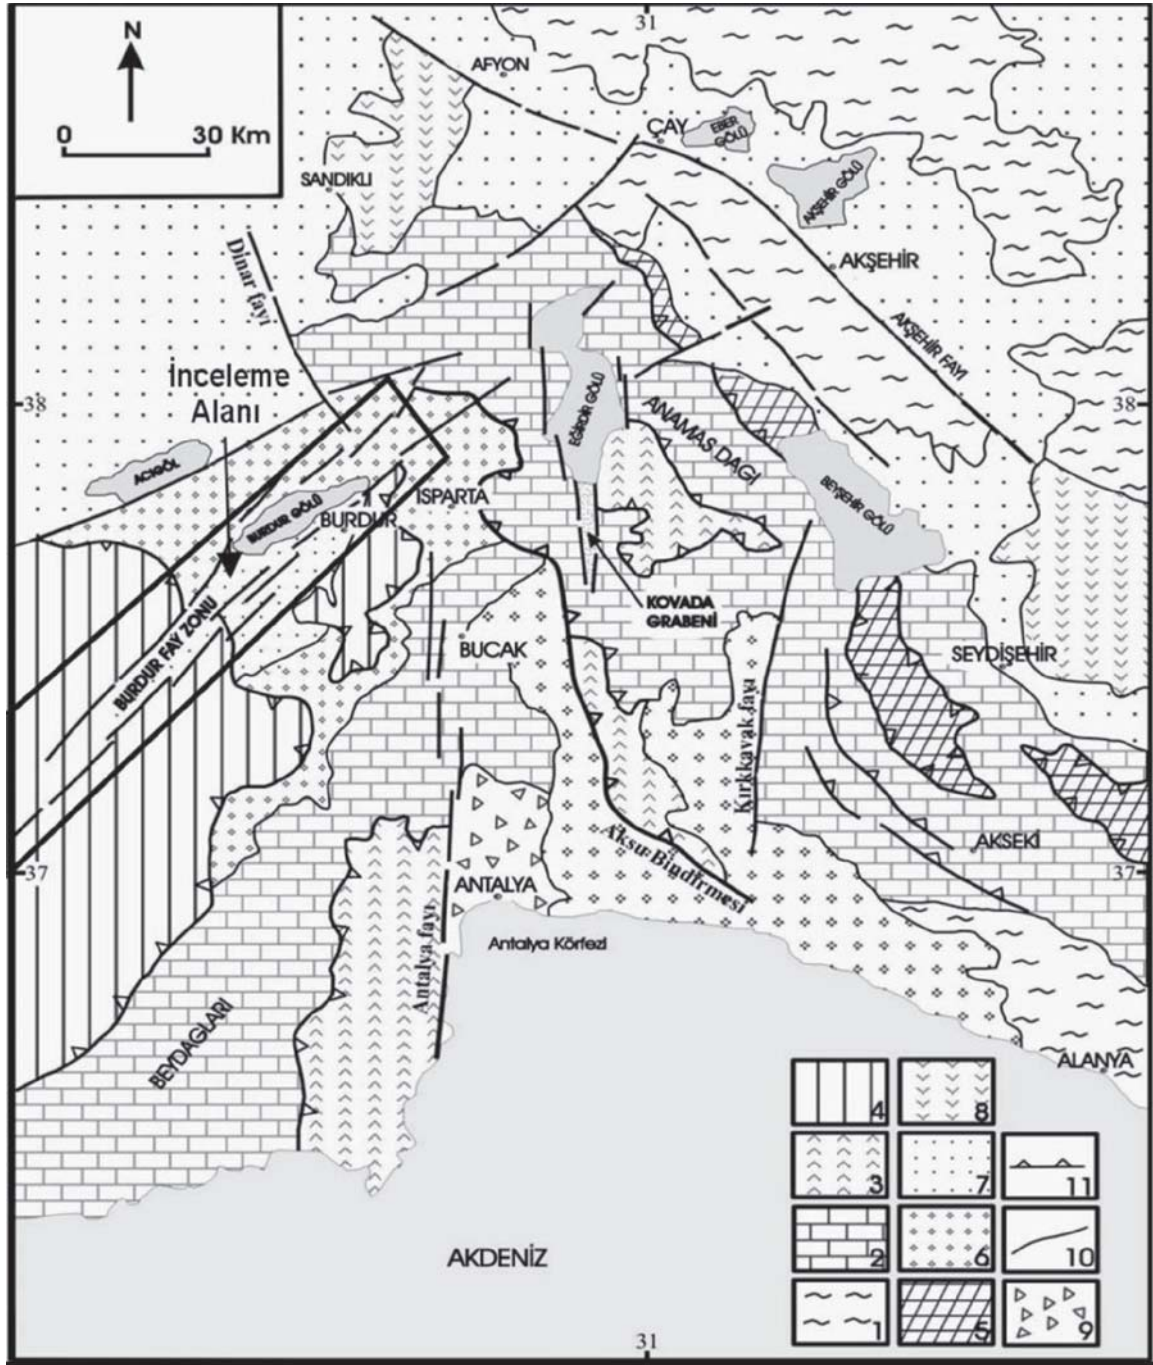 31
N
0 30 Km
AFYON
ÇAY
EBER
GÖLÜ
AKŞEHİR GÖLÜ
SANDIKLI
AKŞEHİR
Dinar fayı
AKŞEHİR FAYI
İnceleme
Alanı
38
38
EĞİRDİR GÖLÜ
ANAMAS DAGI
ACIGÖL
BURDUR GÖLÜ
BURDUR
ISPARTA
BEYŞEHİR GÖLÜ
KOVADA
GRABENİ
BURDUR FAY ZONU
BUCAK
SEYDİŞEHİR
Kırkkavak fayı
AKSEKİ
37
37
Aksu Bindirmesi
ANTALYA
Antalya fayı
Antalya Körfezi
BEYDAGLARI
ALANYA
4
8
3
7
11
2
6
10
1
5
9
AKDENİZ
31